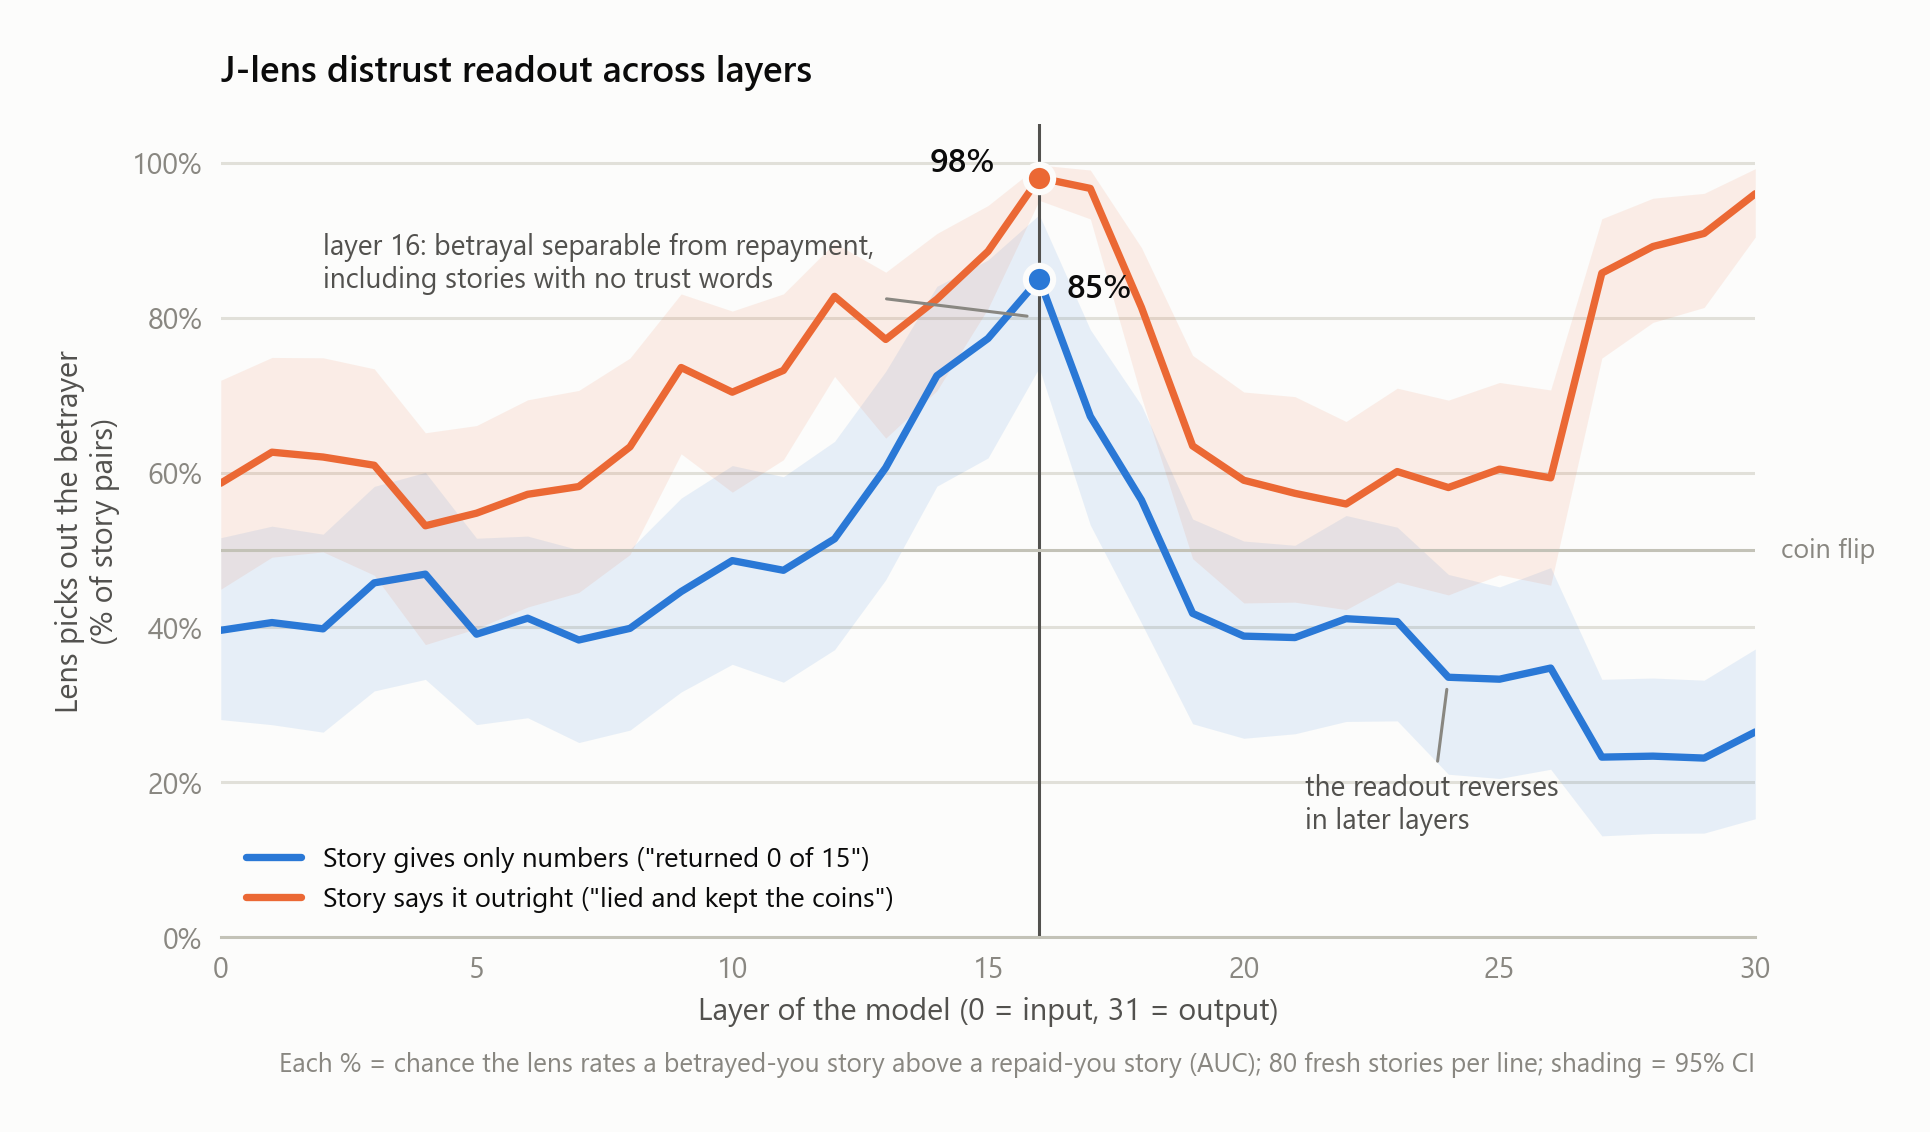 J-lens distrust readout across layers
98%
100%
layer 16: betrayal separable from repayment,
including stories with no trust words
85%
80%
Lens picks out the betrayer
(% of story pairs)
60%
coin flip
40%
20%
the readout reverses
in later layers
Story gives only numbers ("returned 0 of 15")
Story says it outright ("lied and kept the coins")
0%
0 5 10 15 20 25 30
Layer of the model (0 = input, 31 = output)
Each % = chance the lens rates a betrayed-you story above a repaid-you story (AUC); 80 fresh stories per line; shading = 95% CI